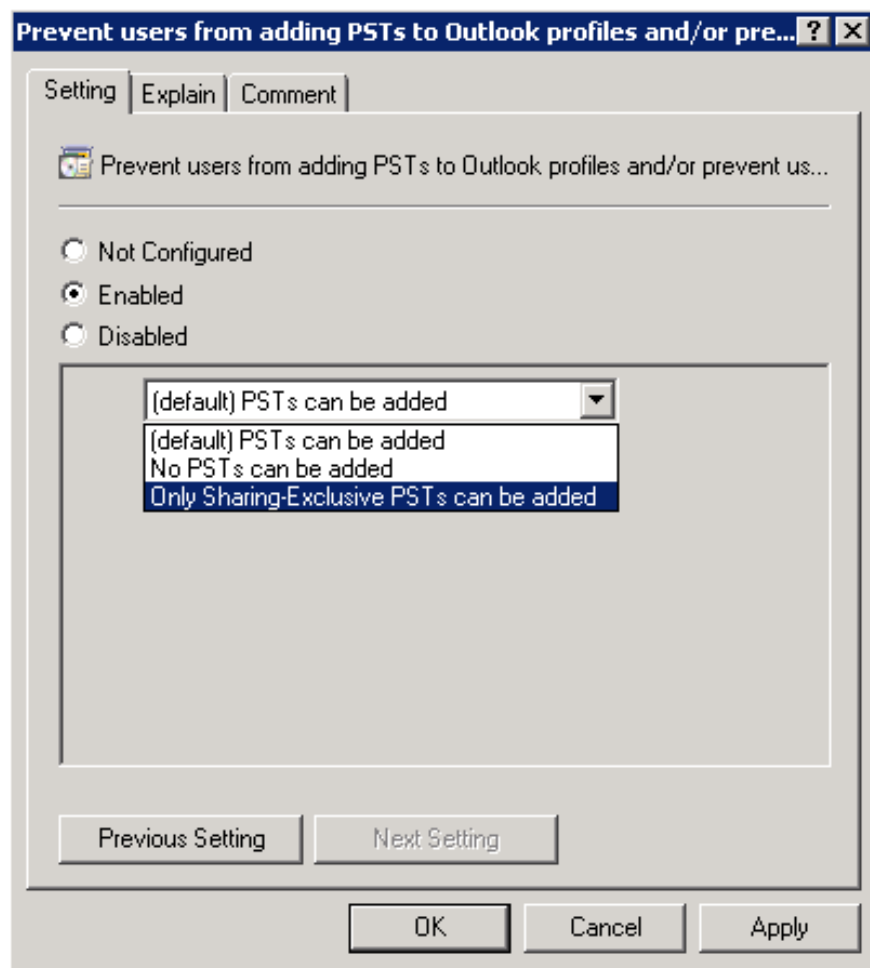 Prevent users from adding PSTs to Outlook profiles and/or pre... ? X
Setting Explain Comment
Prevent users from adding PSTs to Outlook profiles and/or prevent us...
Not Configured
Enabled
Disabled
(default) PSTs can be added
(default) PSTs can be added
No PSTs can be added
Only Sharing-Exclusive PSTs can be added
Previous Setting Next Setting
OK Cancel Apply